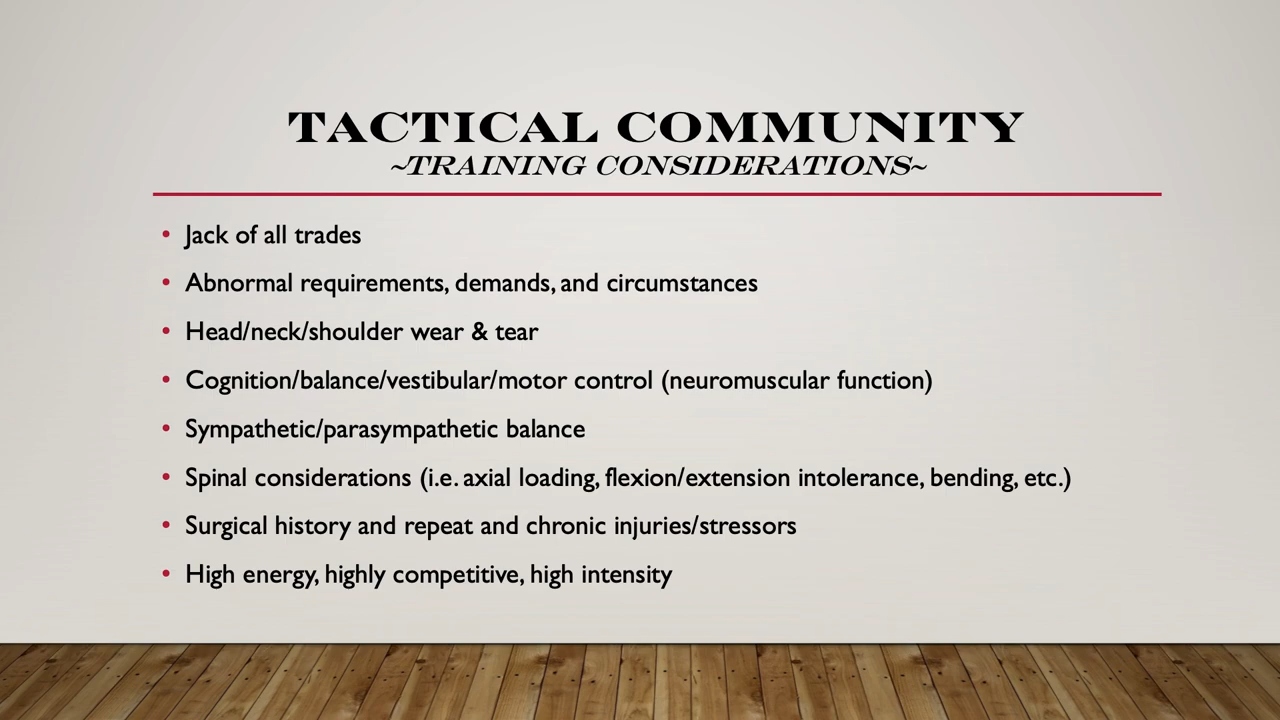 TACTICAL COMMUNITY
~TRAINING CONSIDERATIONS~
• Jack of all trades
• Abnormal requirements, demands, and circumstances
• Head/neck/shoulder wear & tear
• Cognition/balance/vestibular/motor control (neuromuscular function)
• Sympathetic/parasympathetic balance
• Spinal considerations (i.e. axial loading, flexion/extension intolerance, bending, etc.)
• Surgical history and repeat and chronic injuries/stressors
• High energy, highly competitive, high intensity